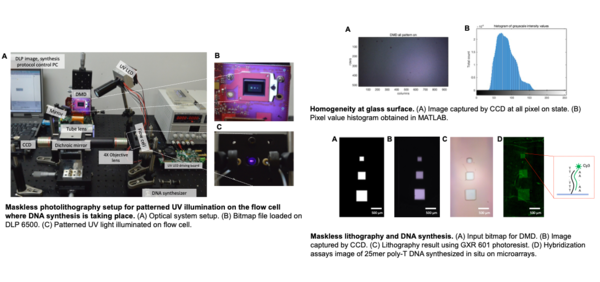 A
DLP image, synthesis
protocol control PC
UV LED
DMD
Mirror
Tube lens
CCD
Dichroic mirror
4X Objective
lens
Flow cell
UV LED driving board
DNA synthesizer
B
C
Maskless photolithography setup for patterned UV illumination on the flow cell
where DNA synthesis is taking place. (A) Optical system setup. (B) Bitmap file loaded on
DLP 6500. (C) Patterned UV light illuminated on flow cell.
A
DMD all pattern on
columns
B
histogram of grayscale intensity values
Homogeneity at glass surface. (A) Image captured by CCD at all pixel on state. (B)
Pixel value histogram obtained in MATLAB.
A
B
C
D
500 µm
500 µm
500 µm
500 µm
Cy3
Maskless lithography and DNA synthesis. (A) Input bitmap for DMD. (B) Image
captured by CCD. (C) Lithography result using GXR 601 photoresist. (D) Hybridization
assays image of 25mer poly-T DNA synthesized in situ on microarrays.